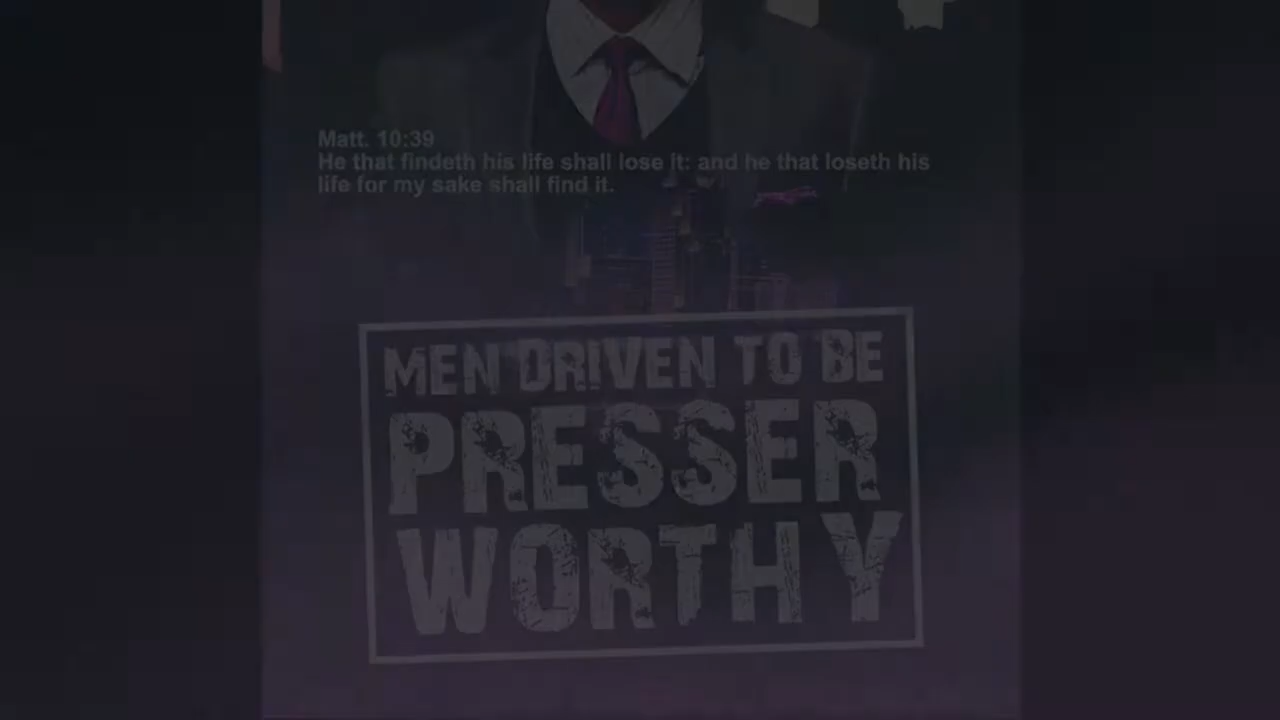 Matt. 10:39
He that findeth his life shall lose it: and he that loseth his
life for my sake shall find it.
MEN DRIVEN TO BE
PRESSER
WORTHY